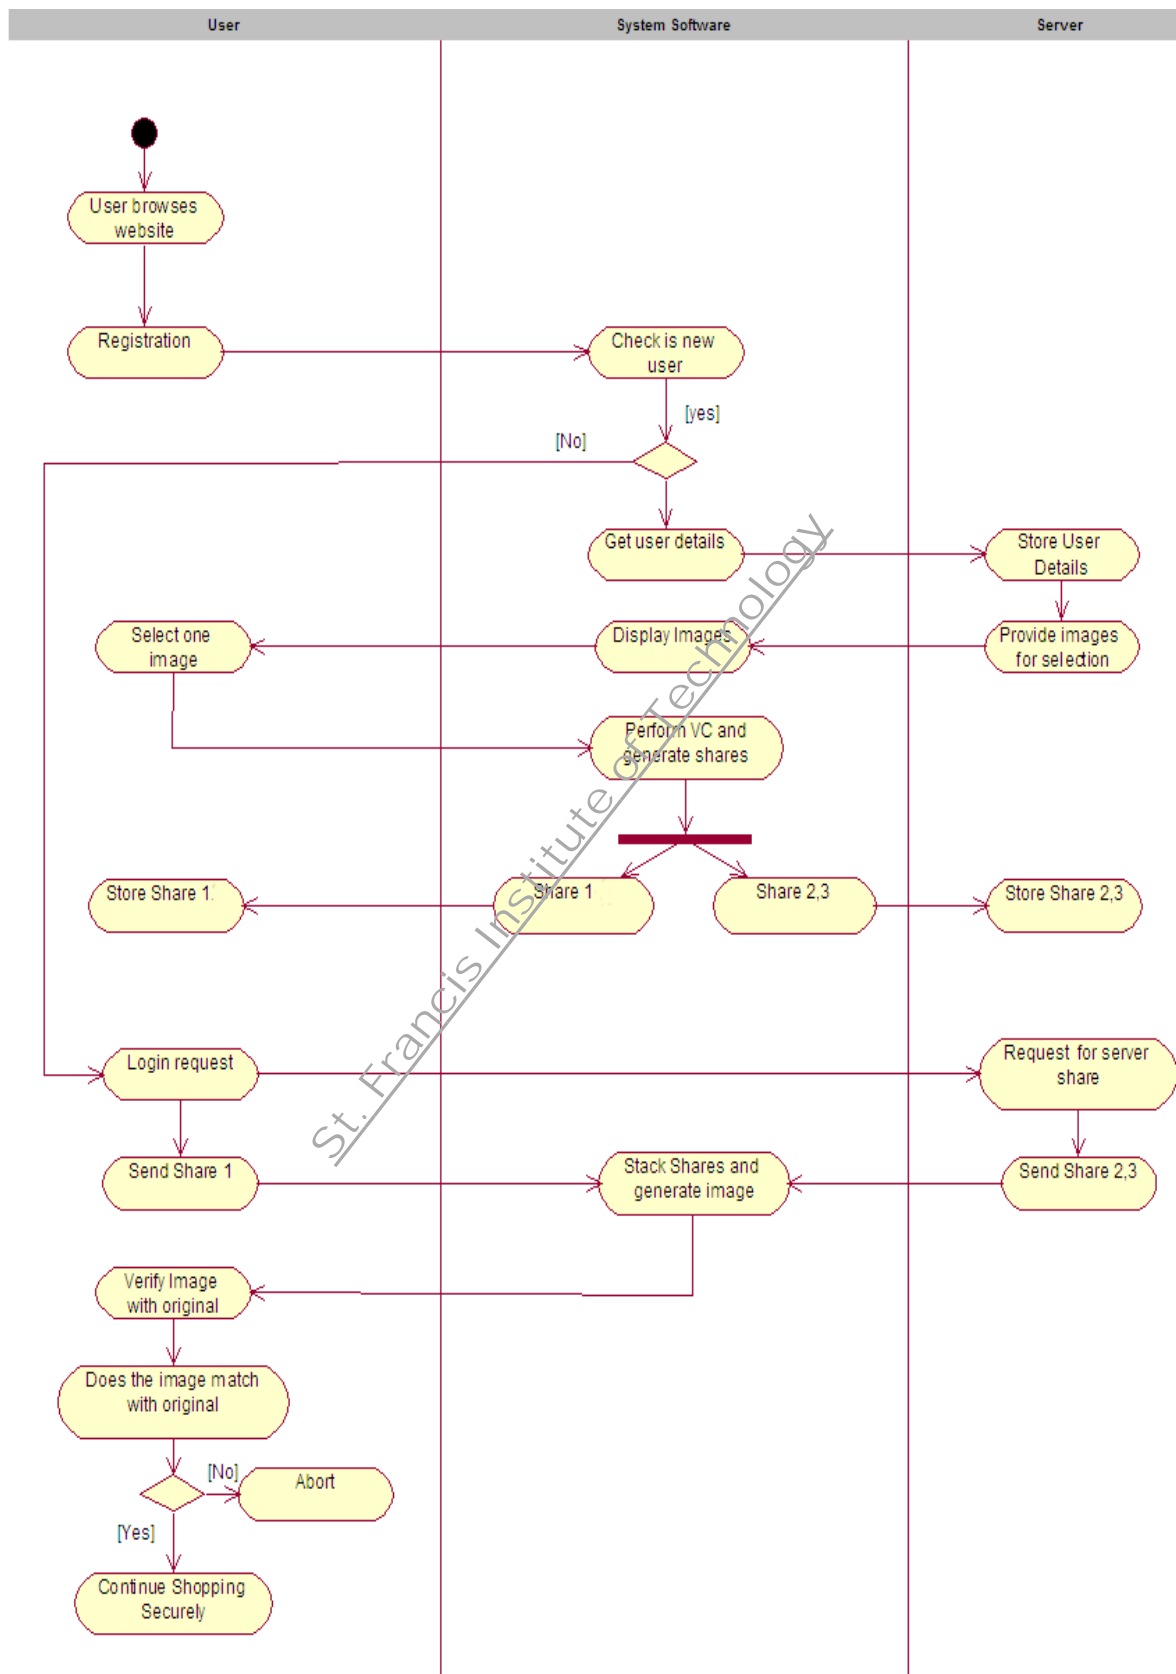 User
System Software
Server
User browses
website
Registration
Check is new
user
[yes]
[No]
Get user details
Store User
Details
Select one
image
Display Images
Provide images
for selection
Perform VC and
generate shares
Store Share 1
Share 1
Share 2,3
Store Share 2,3
Login request
Request for server
share
Send Share 1
Stack Shares and
generate image
Send Share 2,3
Verify Image
with original
Does the image match
with original
[No]
Abort
[Yes]
Continue Shopping
Securely
St. Francis Institute of Technology